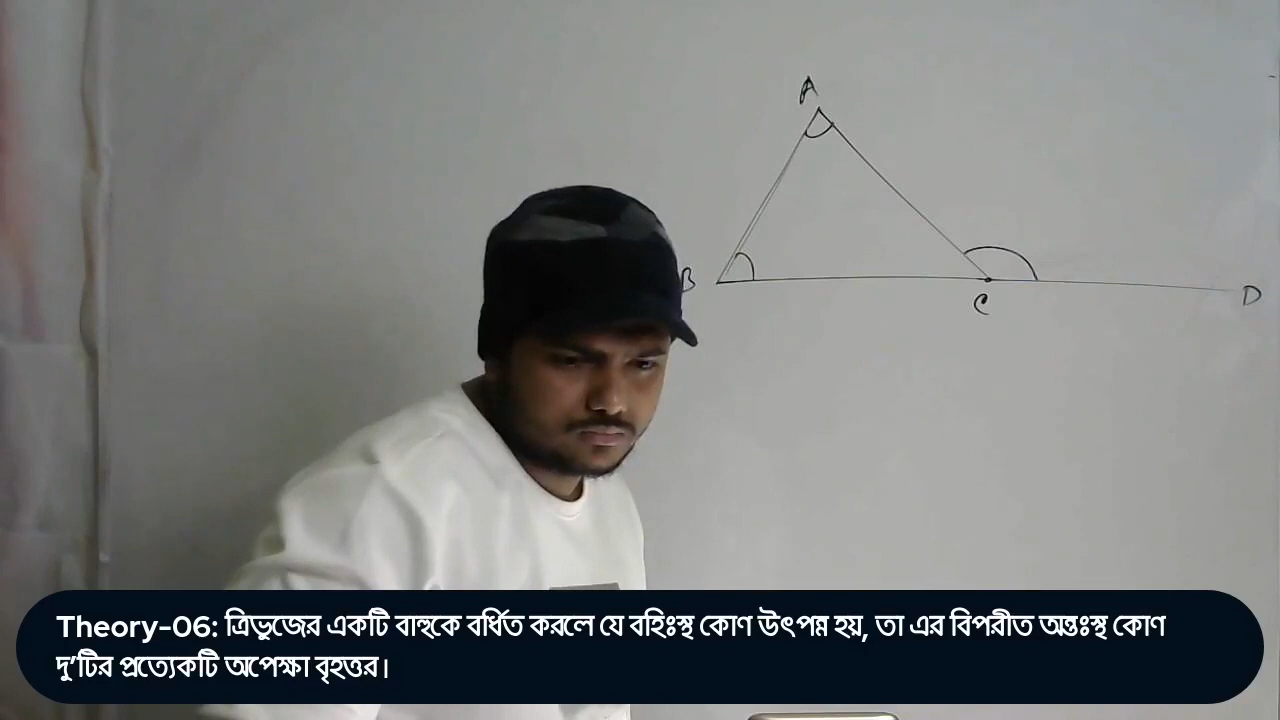 A
B
C
D
Theory-06: ত্রিভুজের একটি বাহুকে বর্ধিত করলে যে বহিঃস্থ কোণ উৎপন্ন হয়, তা এর বিপরীত অন্তঃস্থ কোণ
দু'টির প্রত্যেকটি অপেক্ষা বৃহত্তর।